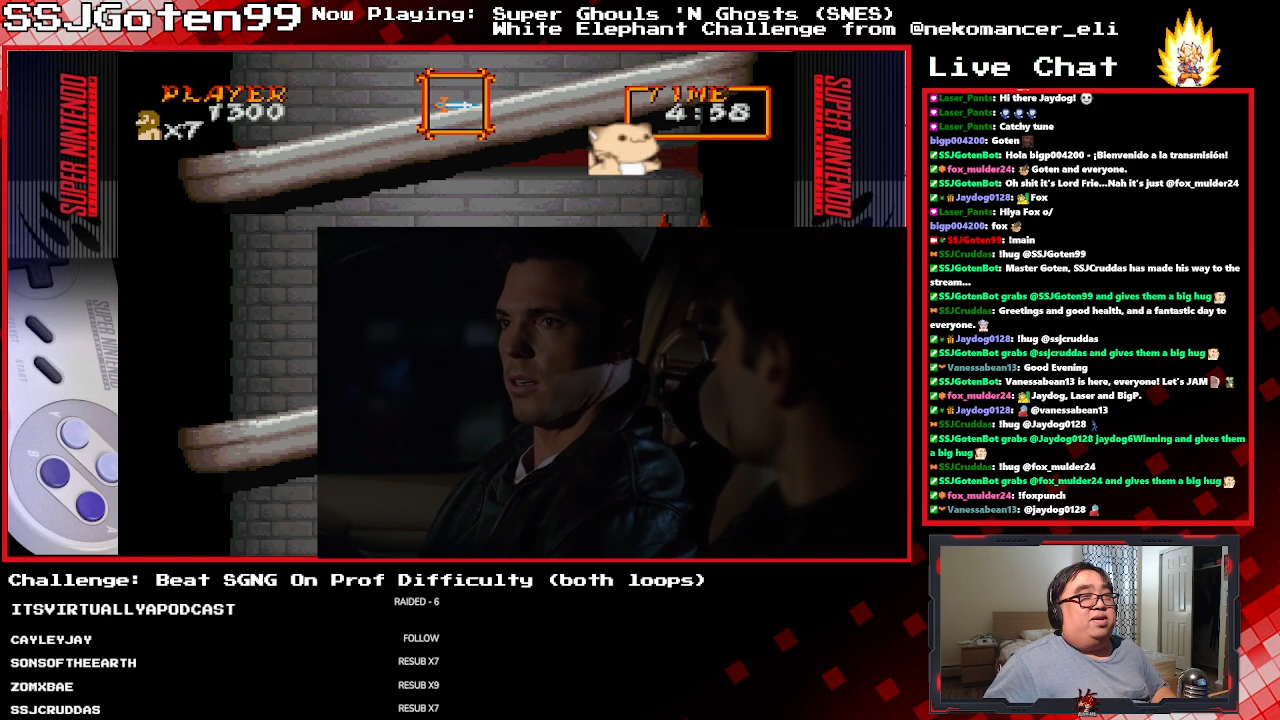 SSJGoten99
Now Playing: Super Ghouls 'N Ghosts (SNES)
White Elephant Challenge from @nekomancer_eli
Live Chat
SUPER NINTENDO
PLAYER
1300
x7
TIME
4:58
SUPER NINTENDO
START
Laser_Pants: Hi there Jaydog!
Laser_Pants:
Laser_Pants: Catchy tune
bigp004200: Goten
SSJGotenBot: Hola bigp004200 - ¡Bienvenido a la transmisión!
fox_mulder24: Goten and everyone.
SSJGotenBot: Oh shit it's Lord Frie...Nah it's just @fox_mulder24
Jaydog0128: Fox
Laser_Pants: Hiya Fox o/
bigp004200: fox
SSJGoten99: !main
SSJCruddas: !hug @SSJGoten99
SSJGotenBot: Master Goten, SSJCruddas has made his way to the
stream...
SSJGotenBot grabs @SSJGoten99 and gives them a big hug
SSJCruddas: Greetings and good health, and a fantastic day to
everyone.
Jaydog0128: !hug @ssjcruddas
SSJGotenBot grabs @ssjcruddas and gives them a big hug
Vanessabean13: Good Evening
SSJGotenBot: Vanessabean13 is here, everyone! Let's JAM
fox_mulder24: Jaydog, Laser and BigP.
Jaydog0128: @vanessabean13
SSJCruddas: !hug @Jaydog0128
SSJGotenBot grabs @Jaydog0128 jaydog6Winning and gives them
a big hug
SSJCruddas: !hug @fox_mulder24
SSJGotenBot grabs @fox_mulder24 and gives them a big hug
fox_mulder24: !foxpunch
Vanessabean13: @jaydog0128
Challenge: Beat SGNG On Prof Difficulty (both loops)
ITSVIRTUALLYAPODCAST RAIDED - 6
CAYLEYJAY FOLLOW
SONSOFTHEEARTH RESUB X7
ZOMXBAE RESUB X9
SSJCRUDDAS RESUB X7